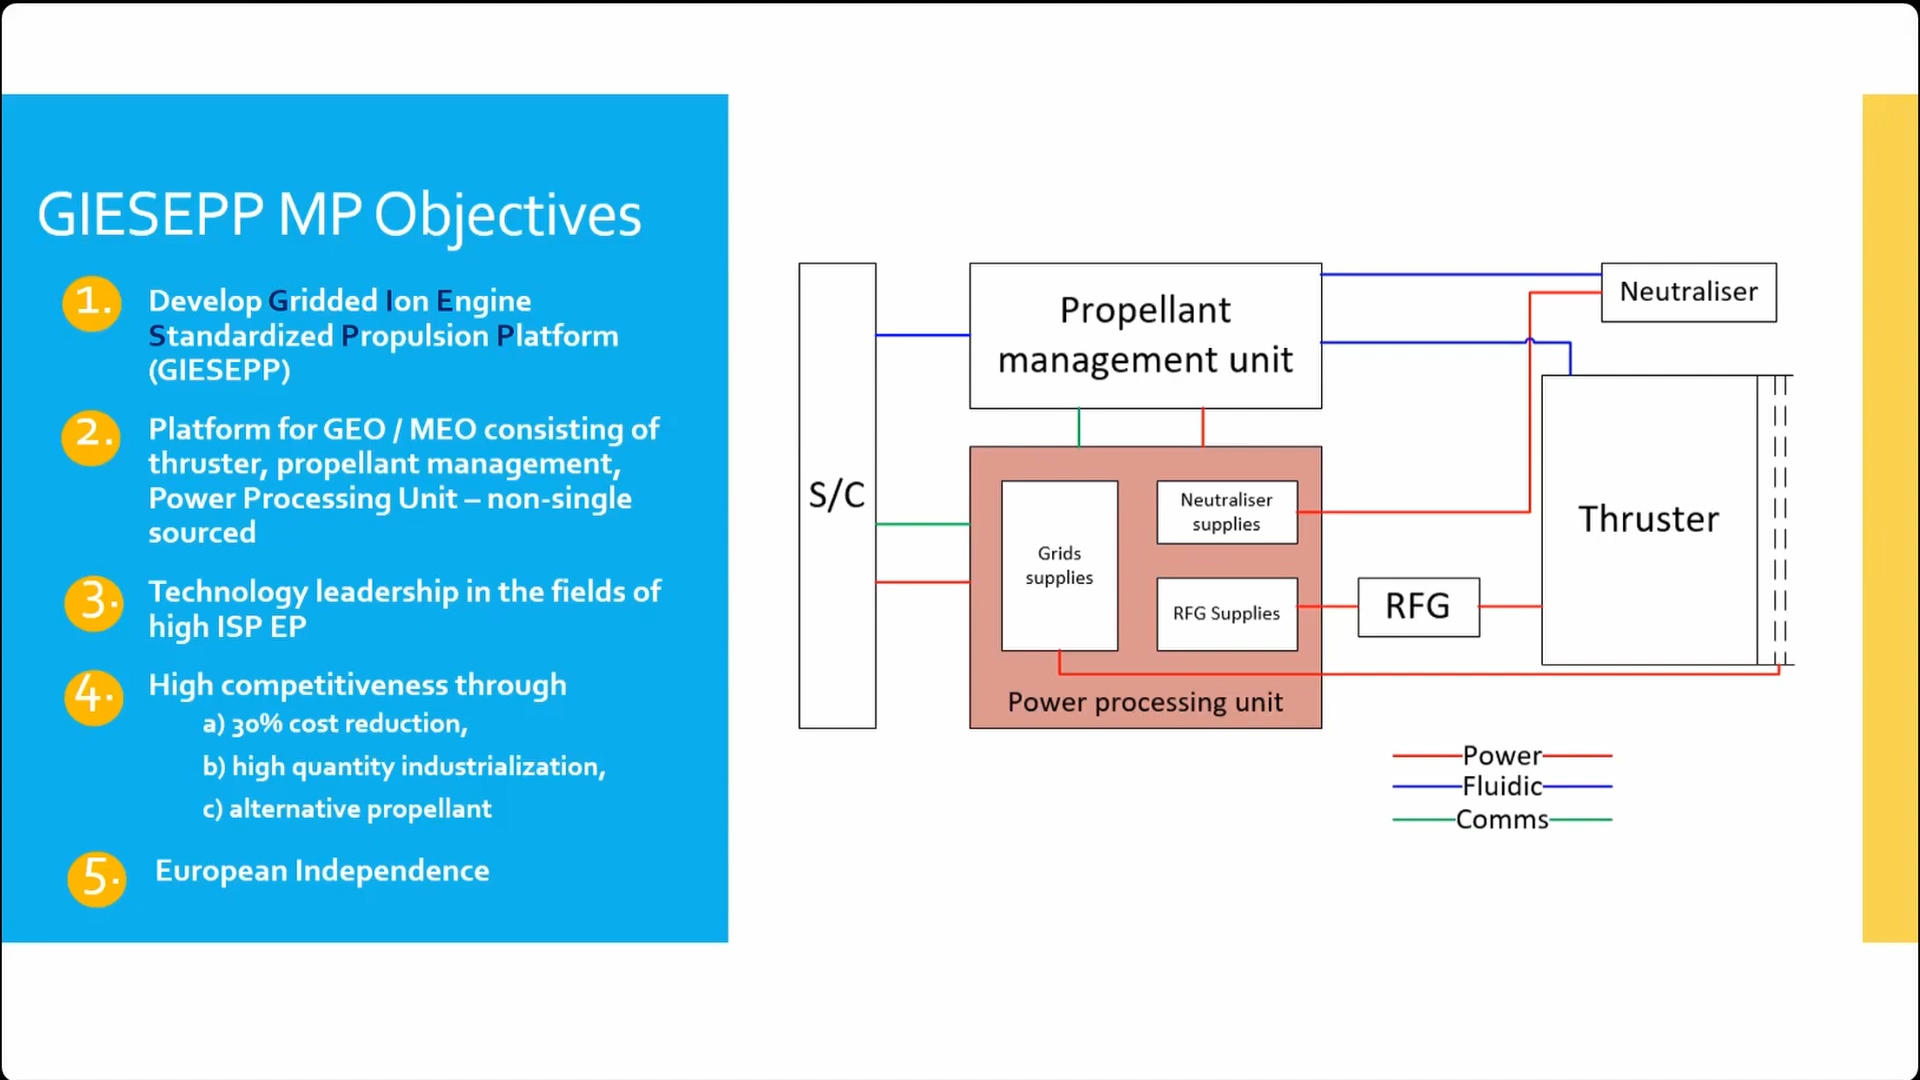 GIESEPP MP Objectives
1. Develop Gridded Ion Engine
Standardized Propulsion Platform
(GIESEPP)
2. Platform for GEO / MEO consisting of
thruster, propellant management,
Power Processing Unit – non-single
sourced
3. Technology leadership in the fields of
high ISP EP
4. High competitiveness through
a) 30% cost reduction,
b) high quantity industrialization,
c) alternative propellant
5. European Independence
S/C
Propellant
management unit
Neutraliser
Grids
supplies
Neutraliser
supplies
RFG Supplies
Power processing unit
RFG
Thruster
Power
Fluidic
Comms